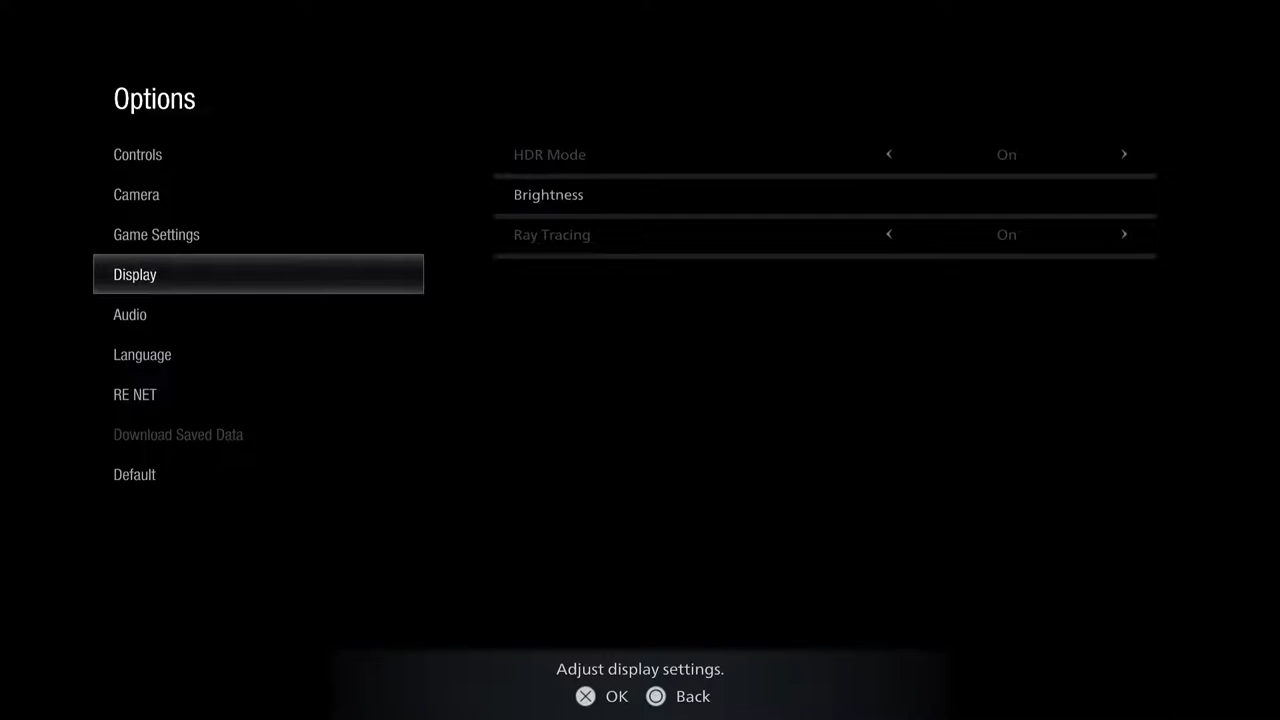 Options
Controls
Camera
Game Settings
Display
Audio
Language
RE NET
Download Saved Data
Default
HDR Mode On
Brightness
Ray Tracing On
Adjust display settings.
OK Back